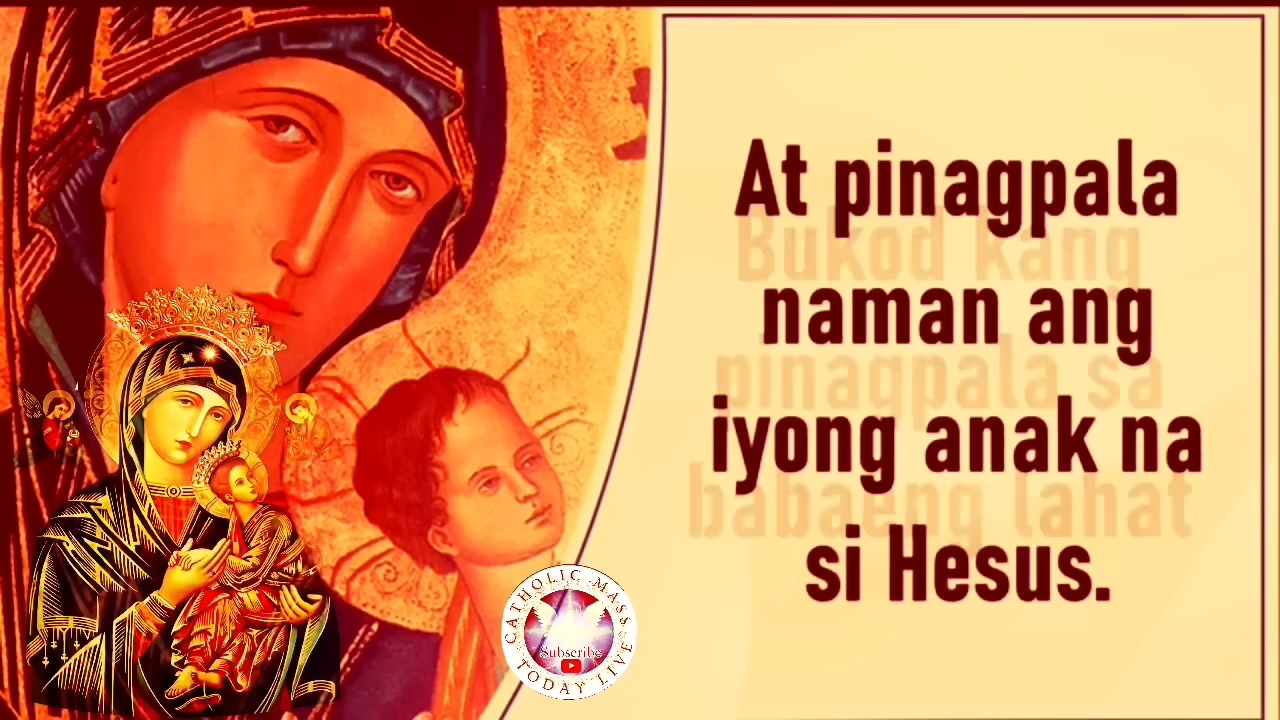 At pinagpala
naman ang
iyong anak na
si Hesus.
Bukod kang
pinagpala sa
babaeng lahat
CATHOLIC MASS
Subscribe
TODAY LIVE